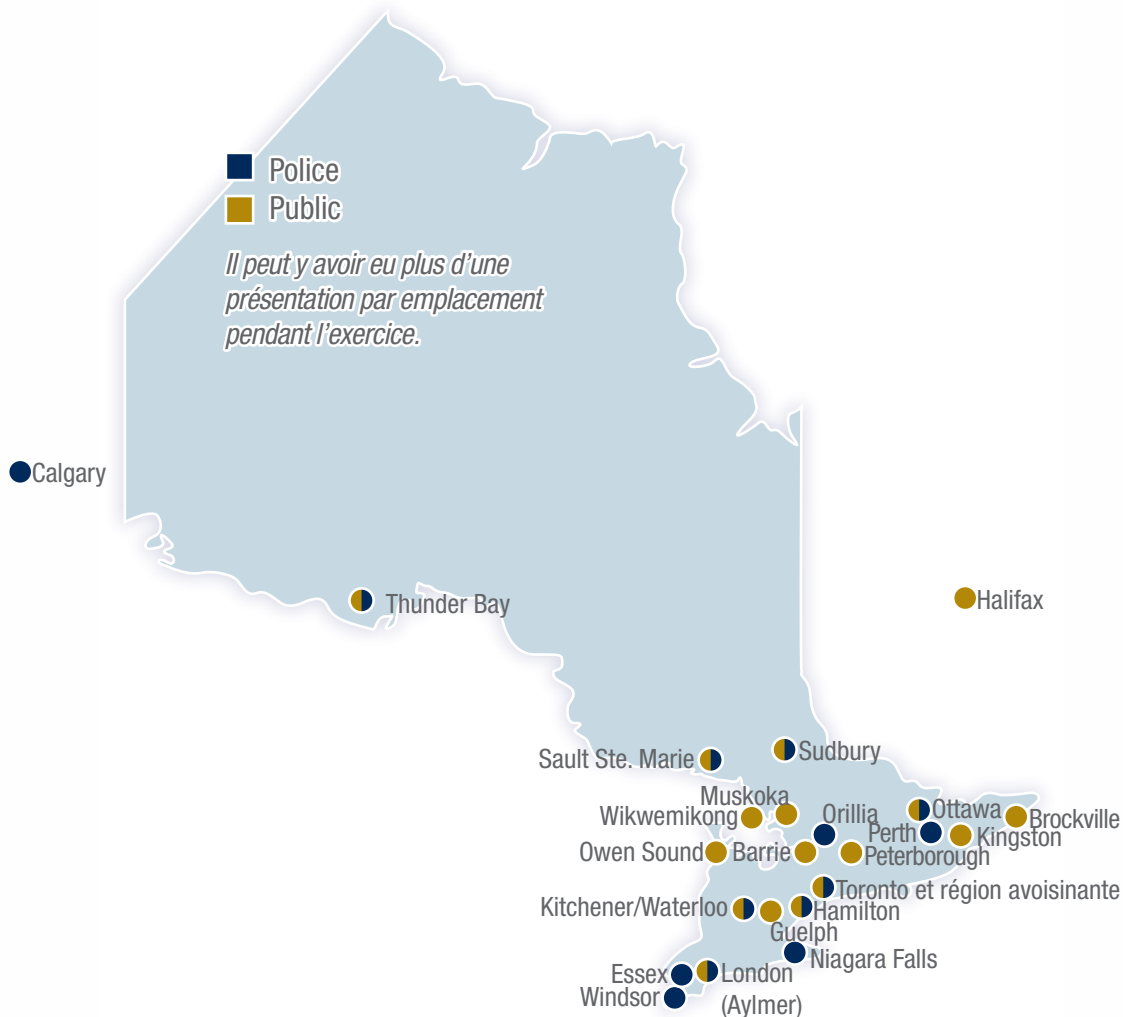 Police
Public
Il peut y avoir eu plus d’une
présentation par emplacement
pendant l’exercice.
Calgary
Thunder Bay
Halifax
Sault Ste. Marie
Sudbury
Muskoka
Wikwemikong
Orillia
Ottawa
Brockville
Perth
Kingston
Owen Sound
Barrie
Peterborough
Toronto et région avoisinante
Kitchener/Waterloo
Hamilton
Guelph
Niagara Falls
Essex
London
(Aylmer)
Windsor